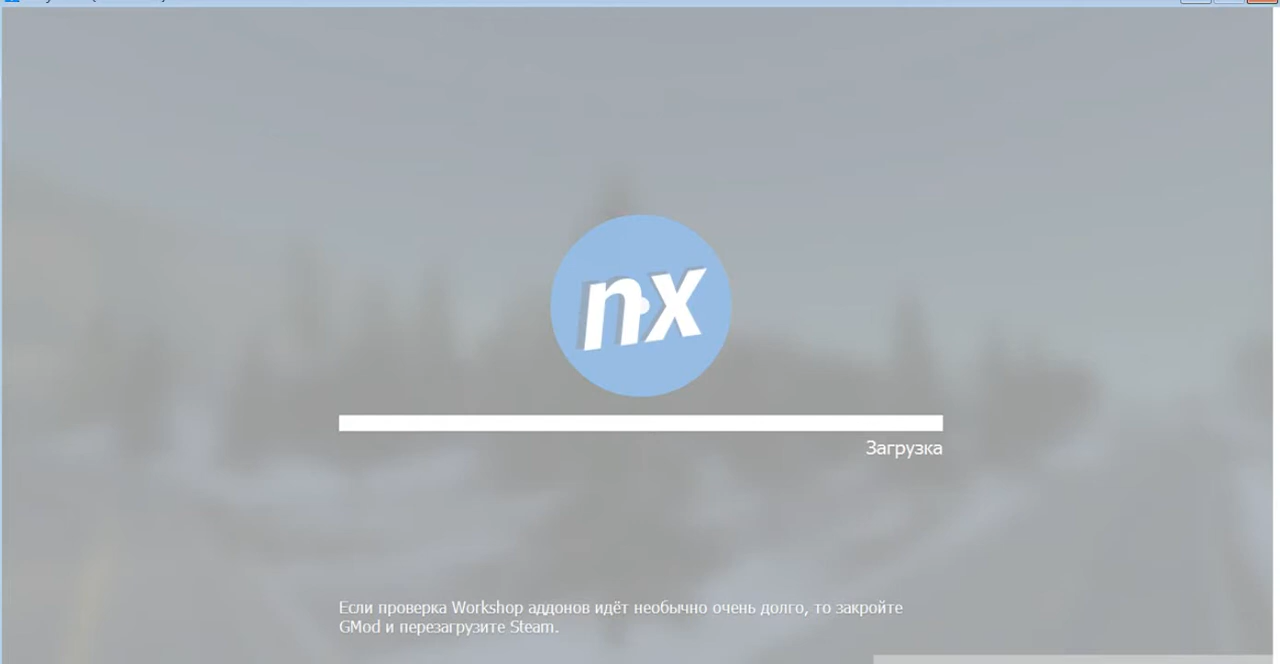 nx
Загрузка
Если проверка Workshop аддонов идёт необычно очень долго, то закройте
GMod и перезагрузите Steam.